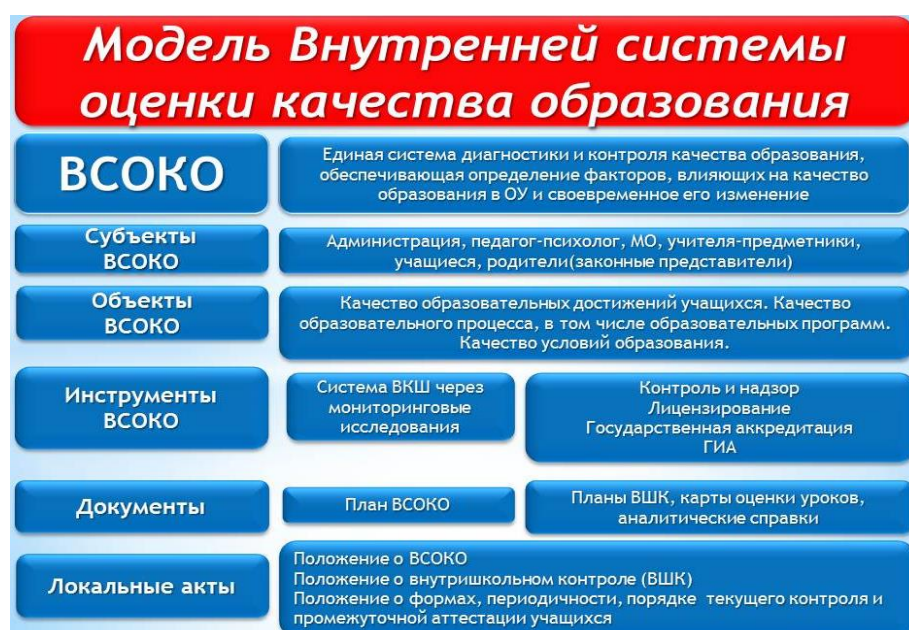 Модель Внутренней системы
оценки качества образования
ВСОКО
Единая система диагностики и контроля качества образования,
обеспечивающая определение факторов, влияющих на качество
образования в ОУ и своевременное его изменение
Субъекты
ВСОКО
Администрация, педагог-психолог, МО, учителя-предметники,
учащиеся, родители(законные представители)
Объекты
ВСОКО
Качество образовательных достижений учащихся. Качество
образовательного процесса, в том числе образовательных программ.
Качество условий образования.
Инструменты
ВСОКО
Система ВКШ через
мониторинговые
исследования
Контроль и надзор
Лицензирование
Государственная аккредитация
ГИА
Документы
План ВСОКО
Планы ВШК, карты оценки уроков,
аналитические справки
Локальные акты
Положение о ВСОКО
Положение о внутришкольном контроле (ВШК)
Положение о формах, периодичности, порядке текущего контроля и
промежуточной аттестации учащихся